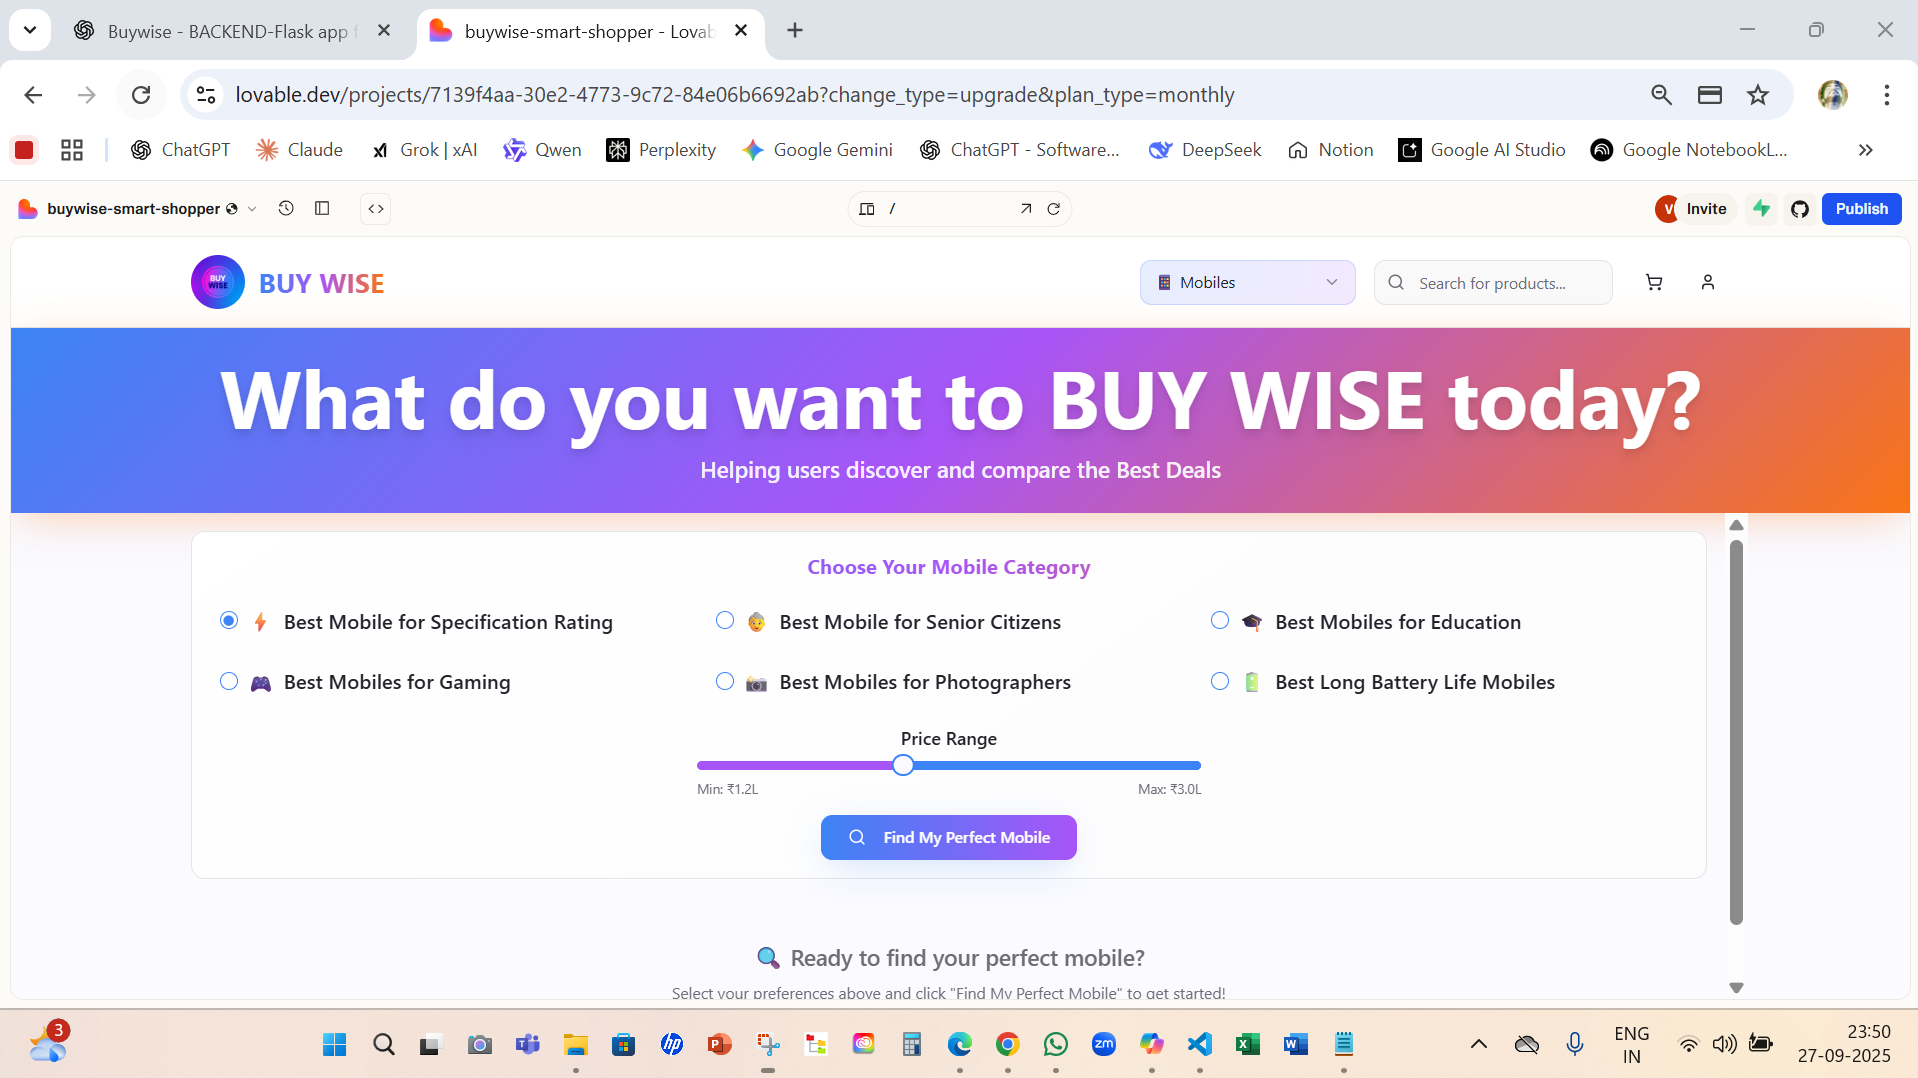 Buywise - BACKEND-Flask app f
buywise-smart-shopper - Lovab
lovable.dev/projects/7139f4aa-30e2-4773-9c72-84e06b6692ab?change_type=upgrade&plan_type=monthly
ChatGPT Claude Grok | xAI Qwen Perplexity Google Gemini ChatGPT - Software... DeepSeek Notion Google AI Studio Google NotebookL...
buywise-smart-shopper / V Invite Publish
BUY WISE BUY WISE Mobiles Search for products...
What do you want to BUY WISE today?
Helping users discover and compare the Best Deals
Choose Your Mobile Category
Best Mobile for Specification Rating Best Mobile for Senior Citizens Best Mobiles for Education
Best Mobiles for Gaming Best Mobiles for Photographers Best Long Battery Life Mobiles
Price Range
Min: ₹1.2L Max: ₹3.0L
Find My Perfect Mobile
Ready to find your perfect mobile?
Select your preferences above and click "Find My Perfect Mobile" to get started!
3 hp zm ENG 23:50
IN 27-09-2025